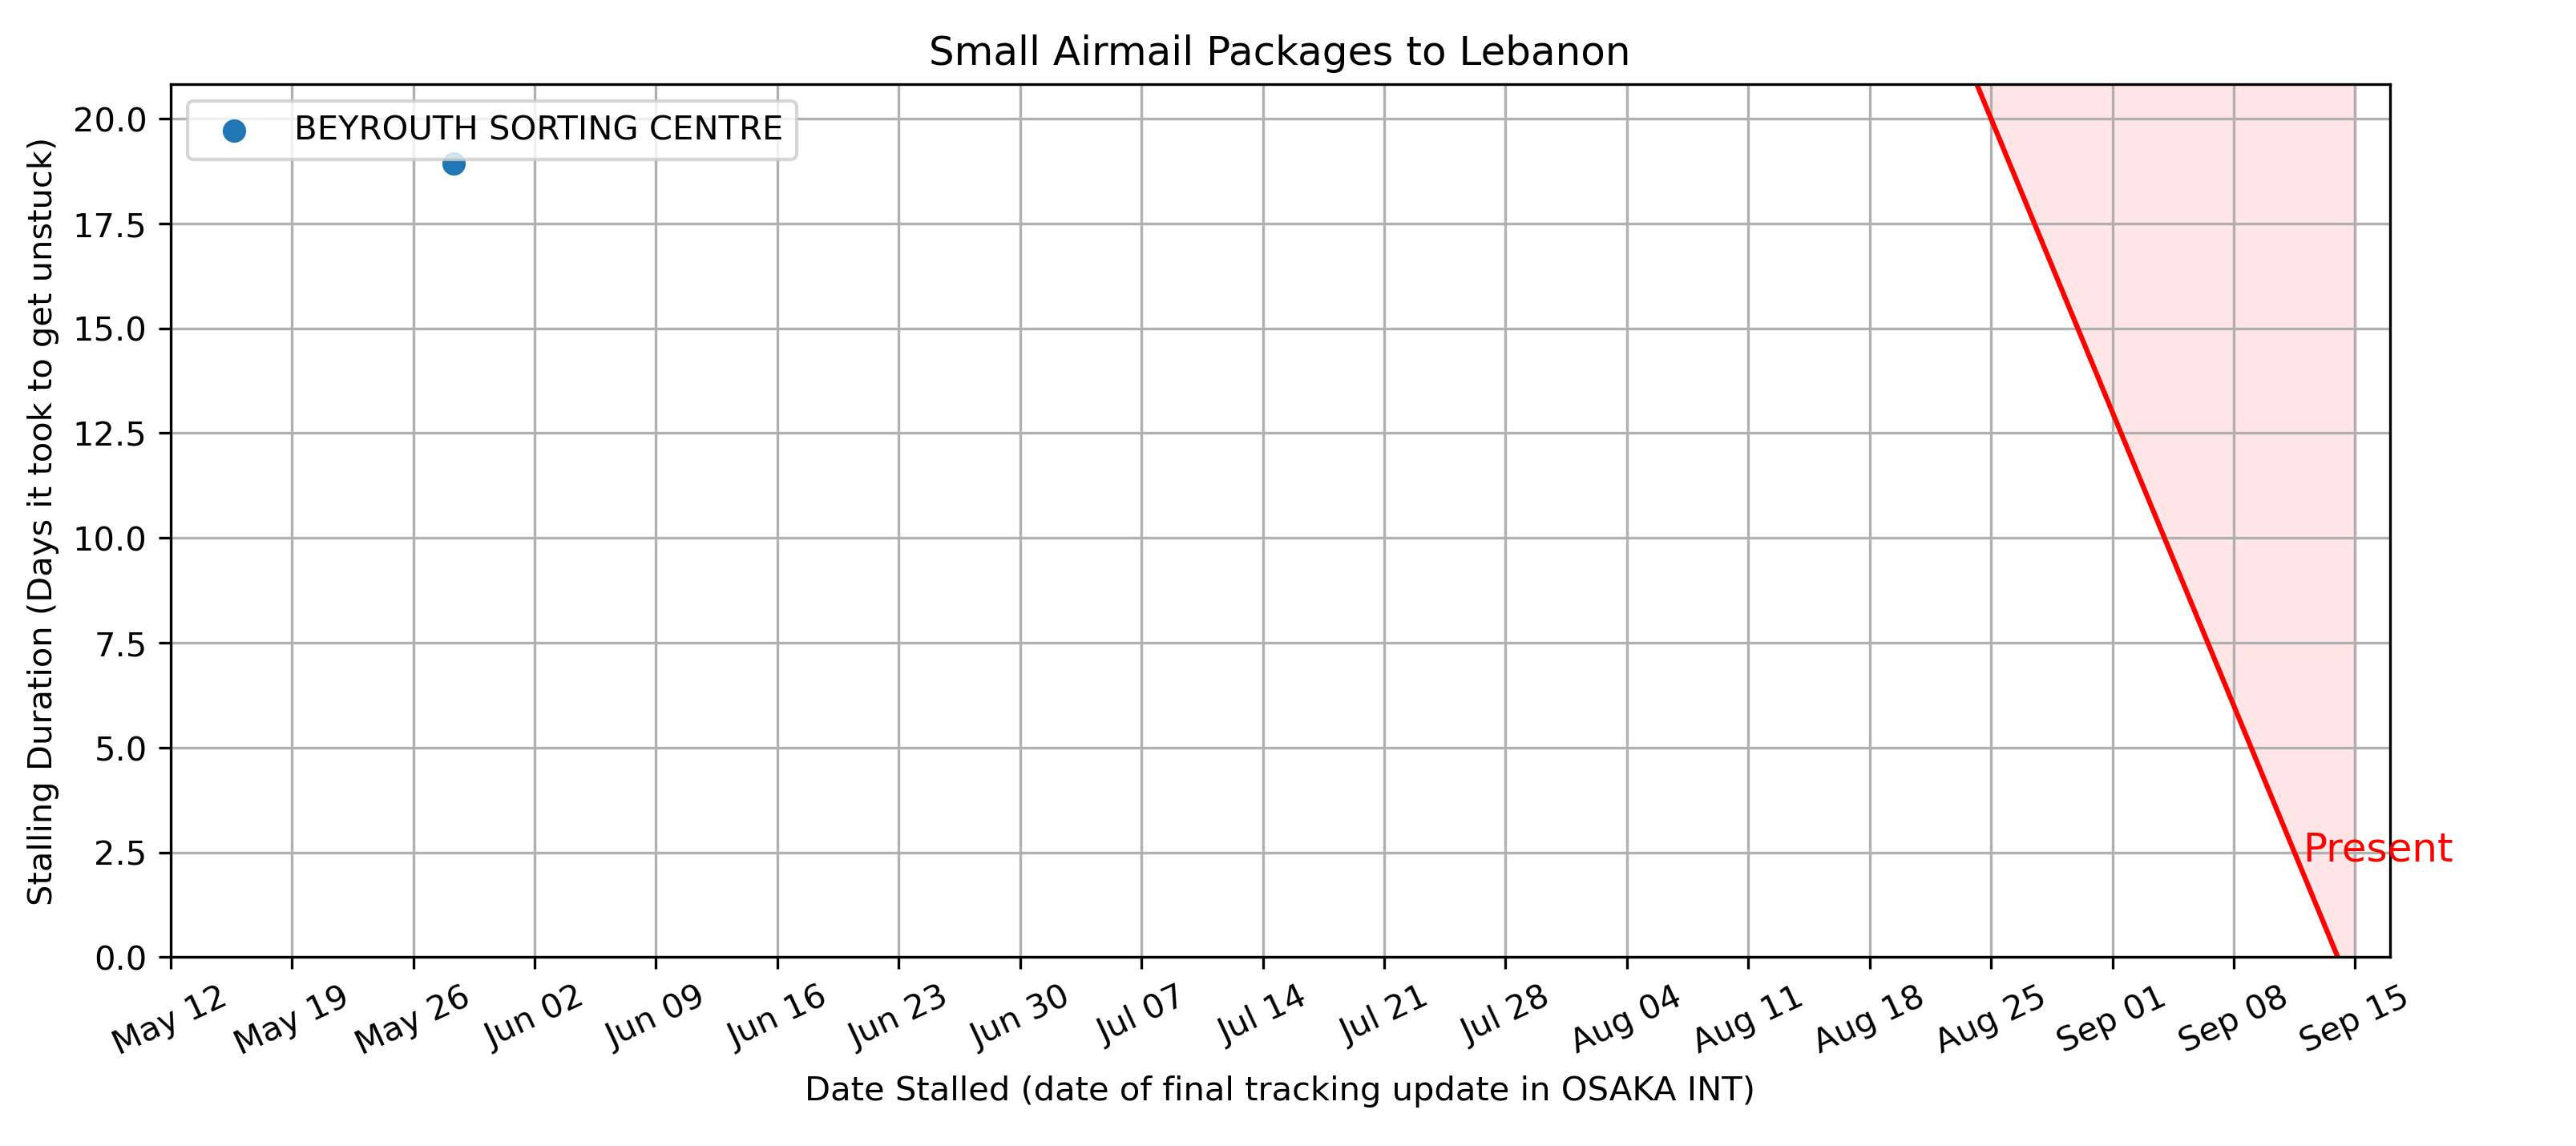 Small Airmail Packages to Lebanon
BEYROUTH SORTING CENTRE
Stalling Duration (Days it took to get unstuck)
20.0
17.5
15.0
12.5
10.0
7.5
5.0
2.5
0.0
Present
May 12
May 19
May 26
Jun 02
Jun 09
Jun 16
Jun 23
Jun 30
Jul 07
Jul 14
Jul 21
Jul 28
Aug 04
Aug 11
Aug 18
Aug 25
Sep 01
Sep 08
Sep 15
Date Stalled (date of final tracking update in OSAKA INT)